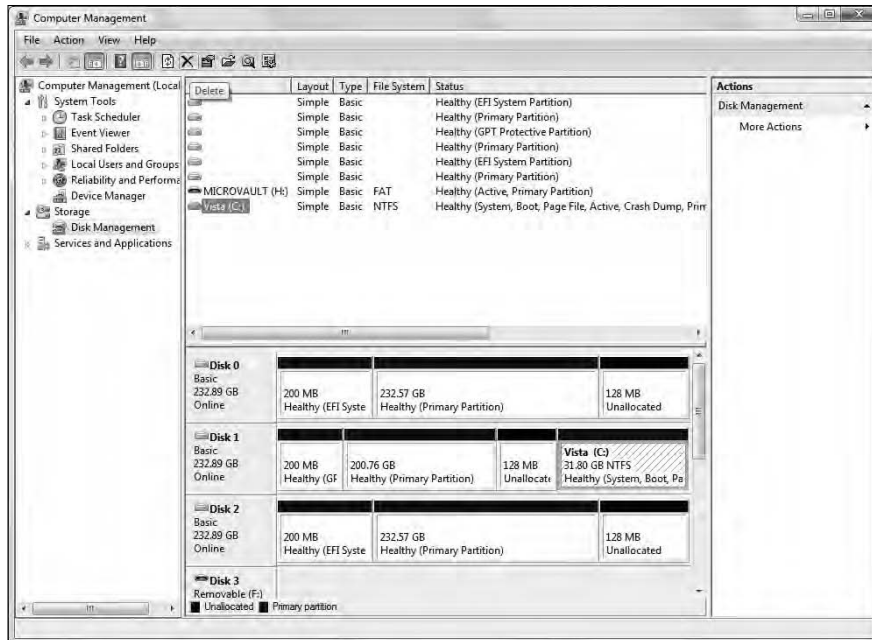 Computer Management
File Action View Help
Computer Management (Local
System Tools
Task Scheduler
Event Viewer
Shared Folders
Local Users and Groups
Reliability and Performa
Device Manager
Storage
Disk Management
Services and Applications
Delete
Layout Type File System Status
Simple Basic Healthy (EFI System Partition)
Simple Basic Healthy (Primary Partition)
Simple Basic Healthy (GPT Protective Partition)
Simple Basic Healthy (Primary Partition)
Simple Basic Healthy (EFI System Partition)
Simple Basic Healthy (Primary Partition)
MICROVAULT (H:) Simple Basic FAT Healthy (Active, Primary Partition)
Vista (C:) Simple Basic NTFS Healthy (System, Boot, Page File, Active, Crash Dump, Prim
Actions
Disk Management
More Actions
Disk 0
Basic
232.89 GB
Online
200 MB
Healthy (EFI Syste
232.57 GB
Healthy (Primary Partition)
128 MB
Unallocated
Disk 1
Basic
232.89 GB
Online
200 MB
Healthy (GF
200.76 GB
Healthy (Primary Partition)
128 MB
Unallocate
Vista (C:)
31.80 GB NTFS
Healthy (System, Boot, Pa
Disk 2
Basic
232.89 GB
Online
200 MB
Healthy (EFI Syste
232.57 GB
Healthy (Primary Partition)
128 MB
Unallocated
Disk 3
Removable (F:)
Unallocated Primary partition